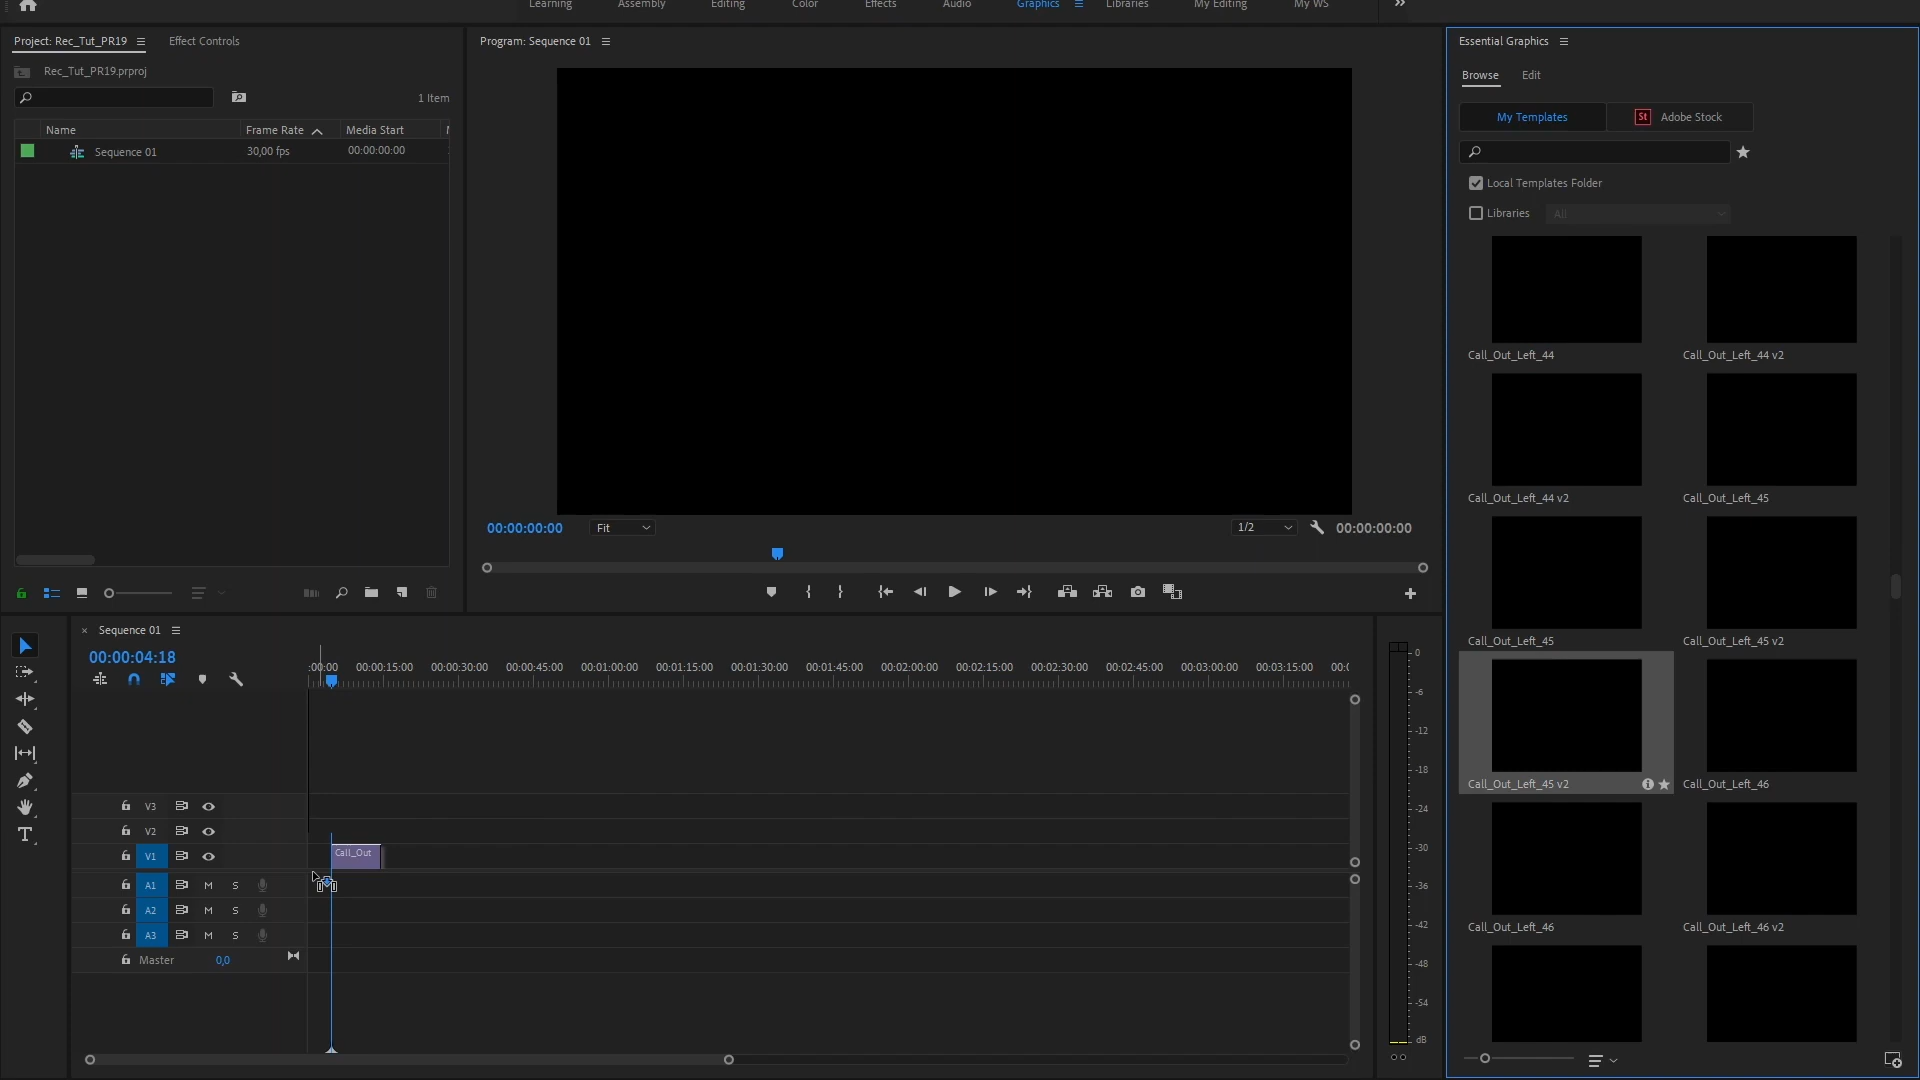 Learning Assembly Editing Color Effects Audio Graphics Libraries My Editing My WS
Project: Rec_Tut_PR19 Effect Controls
Rec_Tut_PR19.prproj
1 Item
Name Frame Rate Media Start
Sequence 01 30,00 fps 00:00:00:00
Program: Sequence 01
00:00:00:00 Fit 1/2 00:00:00:00
Essential Graphics
Browse Edit
My Templates St Adobe Stock
Local Templates Folder
Libraries All
Call_Out_Left_44 Call_Out_Left_44 v2
Call_Out_Left_44 v2 Call_Out_Left_45
Call_Out_Left_45 Call_Out_Left_45 v2
Call_Out_Left_45 v2 Call_Out_Left_46
Call_Out_Left_46 Call_Out_Left_46 v2
× Sequence 01
00:00:04:18
:00:00 00:00:15:00 00:00:30:00 00:00:45:00 00:01:00:00 00:01:15:00 00:01:30:00 00:01:45:00 00:02:00:00 00:02:15:00 00:02:30:00 00:02:45:00 00:03:00:00 00:03:15:00 00:0
V3
V2
V1 Call_Out
A1 M S
A2 M S
A3 M S
Master 0,0
0
-6
-12
-18
-24
-30
-36
-42
-48
-54
dB